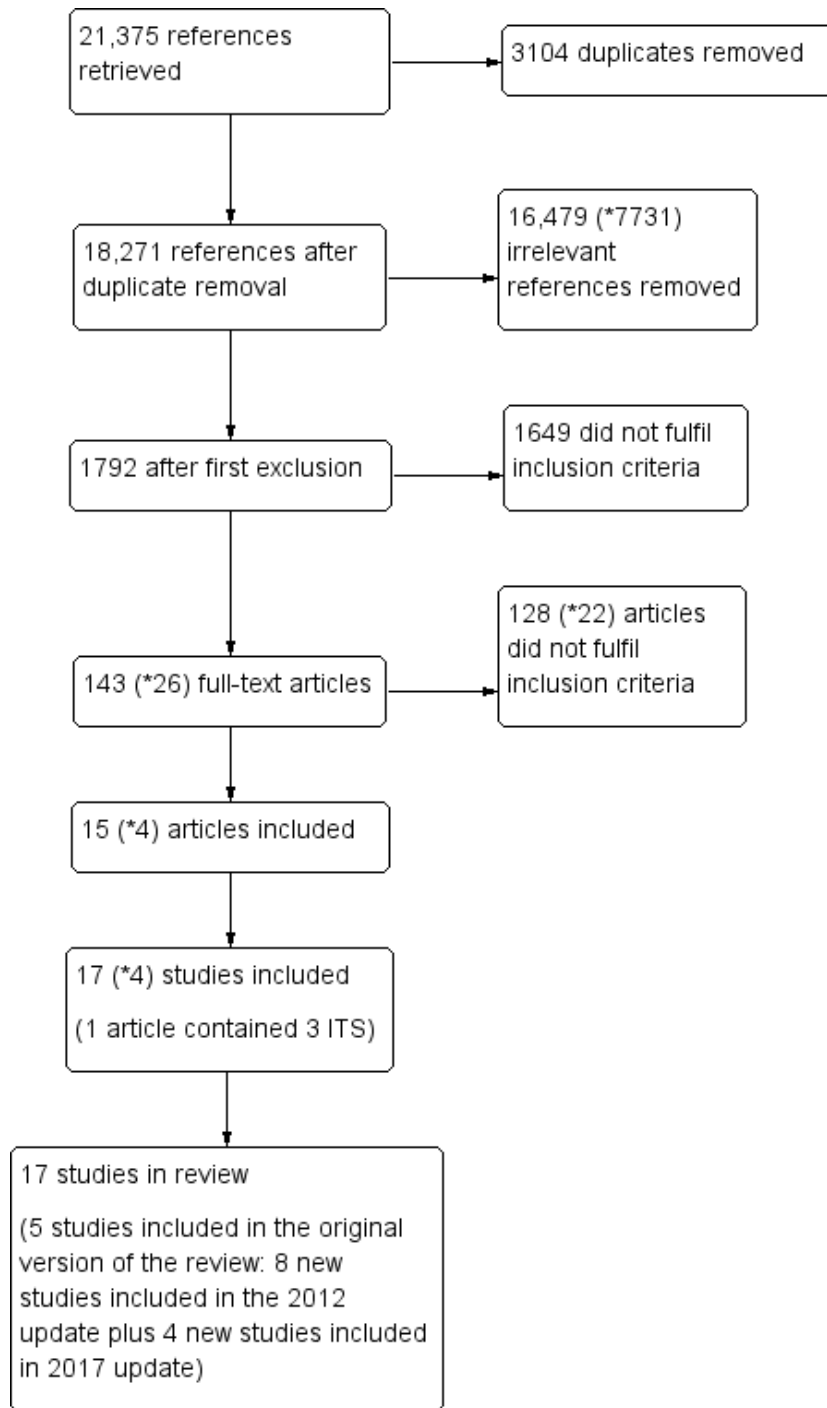 21,375 references
retrieved
3104 duplicates removed
18,271 references after
duplicate removal
16,479 (*7731)
irrelevant
references removed
1792 after first exclusion
1649 did not fulfil
inclusion criteria
143 (*26) full-text articles
128 (*22) articles
did not fulfil
inclusion criteria
15 (*4) articles included
17 (*4) studies included
(1 article contained 3 ITS)
17 studies in review
(5 studies included in the original
version of the review: 8 new
studies included in the 2012
update plus 4 new studies included
in 2017 update)